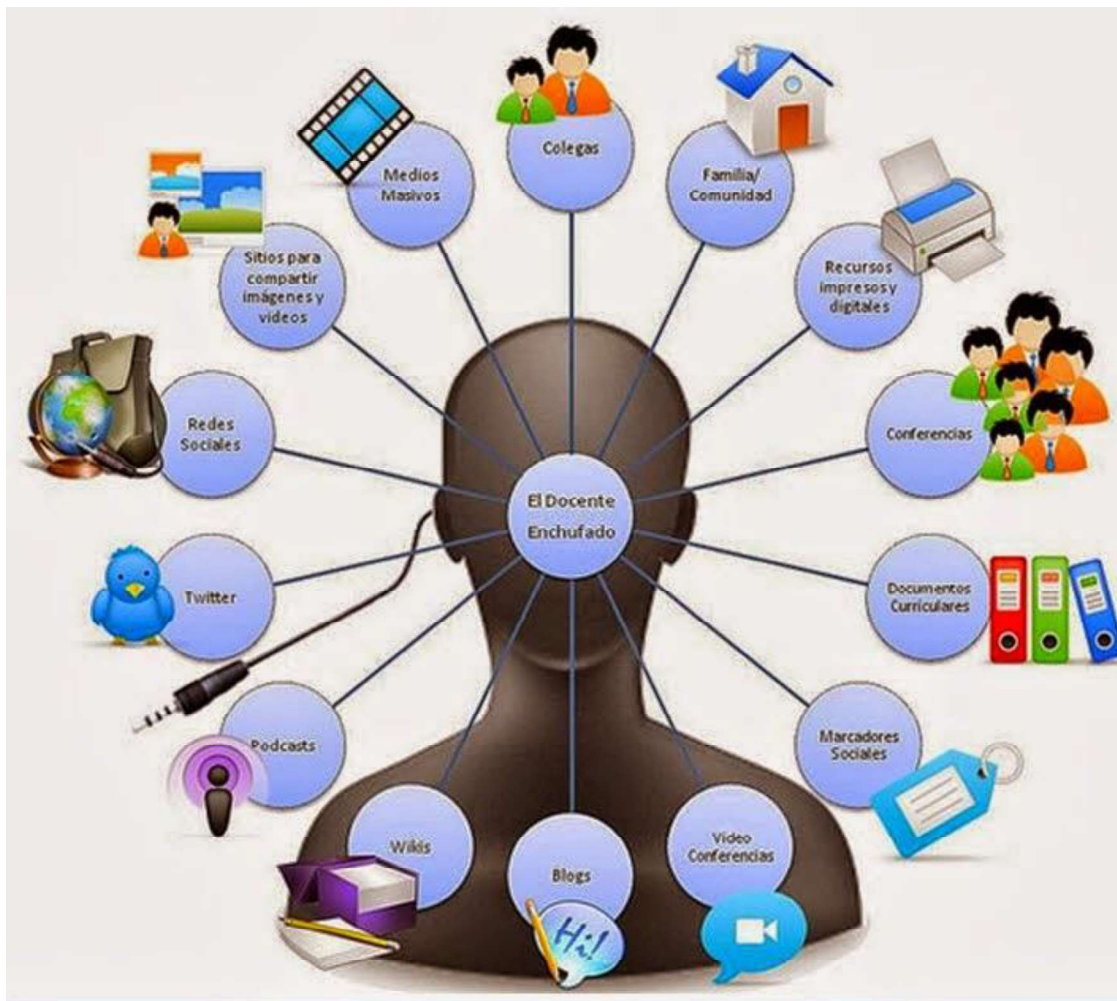 Colegas
Familia/
Comunidad
Recursos
impresos y
digitales
Conferencias
Documentos
Curriculares
Marcadores
Sociales
Video
Conferencias
Blogs
Hi!
Wikis
Podcasts
Twitter
Redes
Sociales
Sitios para
compartir
imágenes y
videos
Medios
Masivos
El Docente
Enchufado